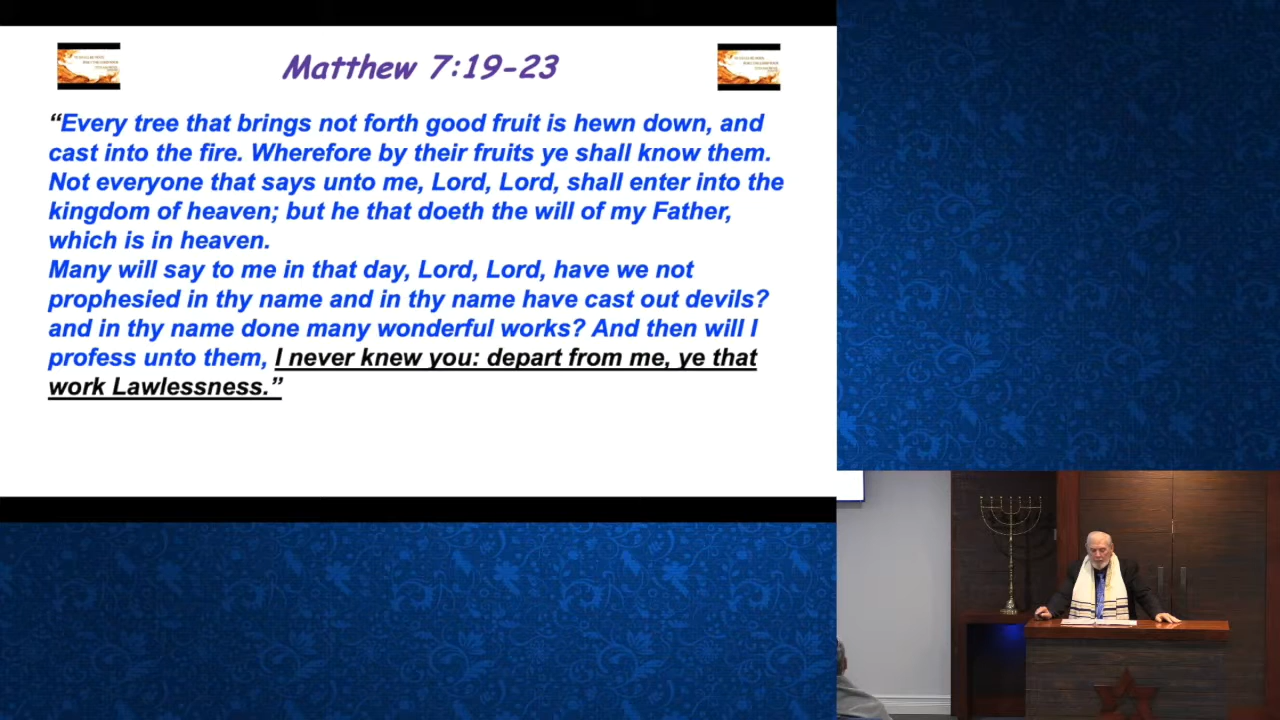 Matthew 7:19-23
“Every tree that brings not forth good fruit is hewn down, and
cast into the fire. Wherefore by their fruits ye shall know them.
Not everyone that says unto me, Lord, Lord, shall enter into the
kingdom of heaven; but he that doeth the will of my Father,
which is in heaven.
Many will say to me in that day, Lord, Lord, have we not
prophesied in thy name and in thy name have cast out devils?
and in thy name done many wonderful works? And then will I
profess unto them, I never knew you: depart from me, ye that
work Lawlessness.”